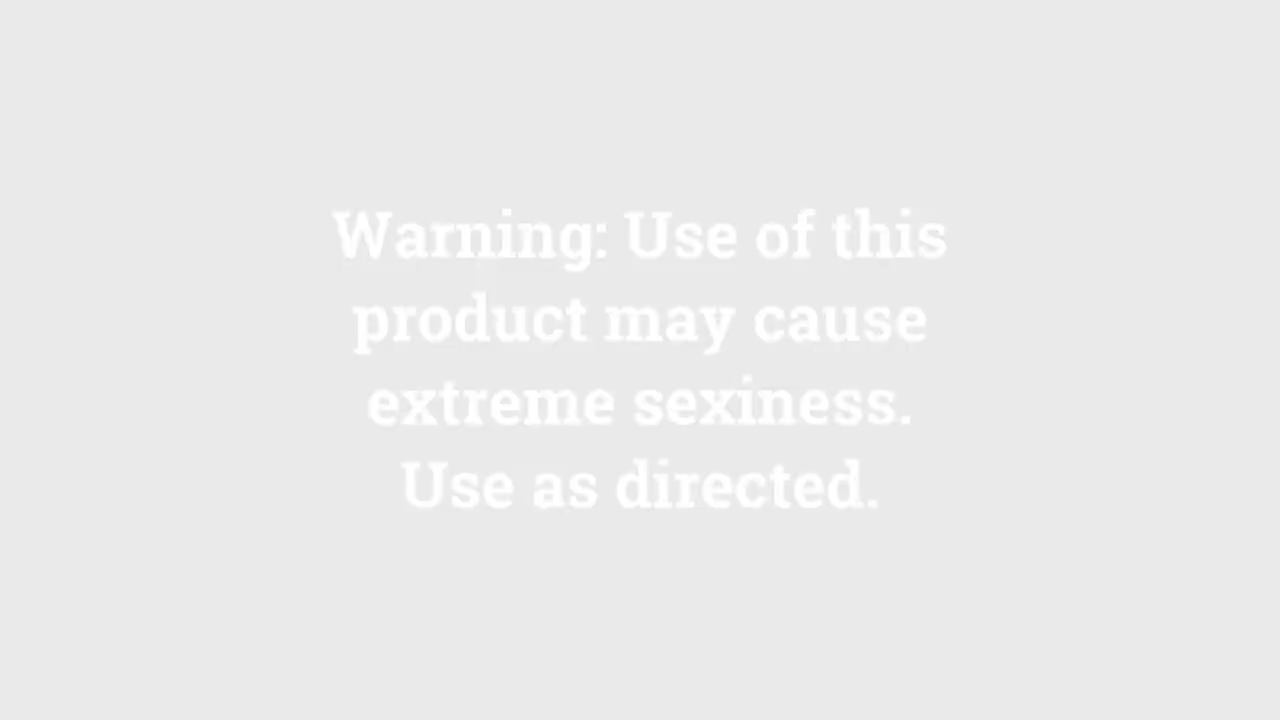 Warning: Use of this
product may cause
extreme sexiness.
Use as directed.